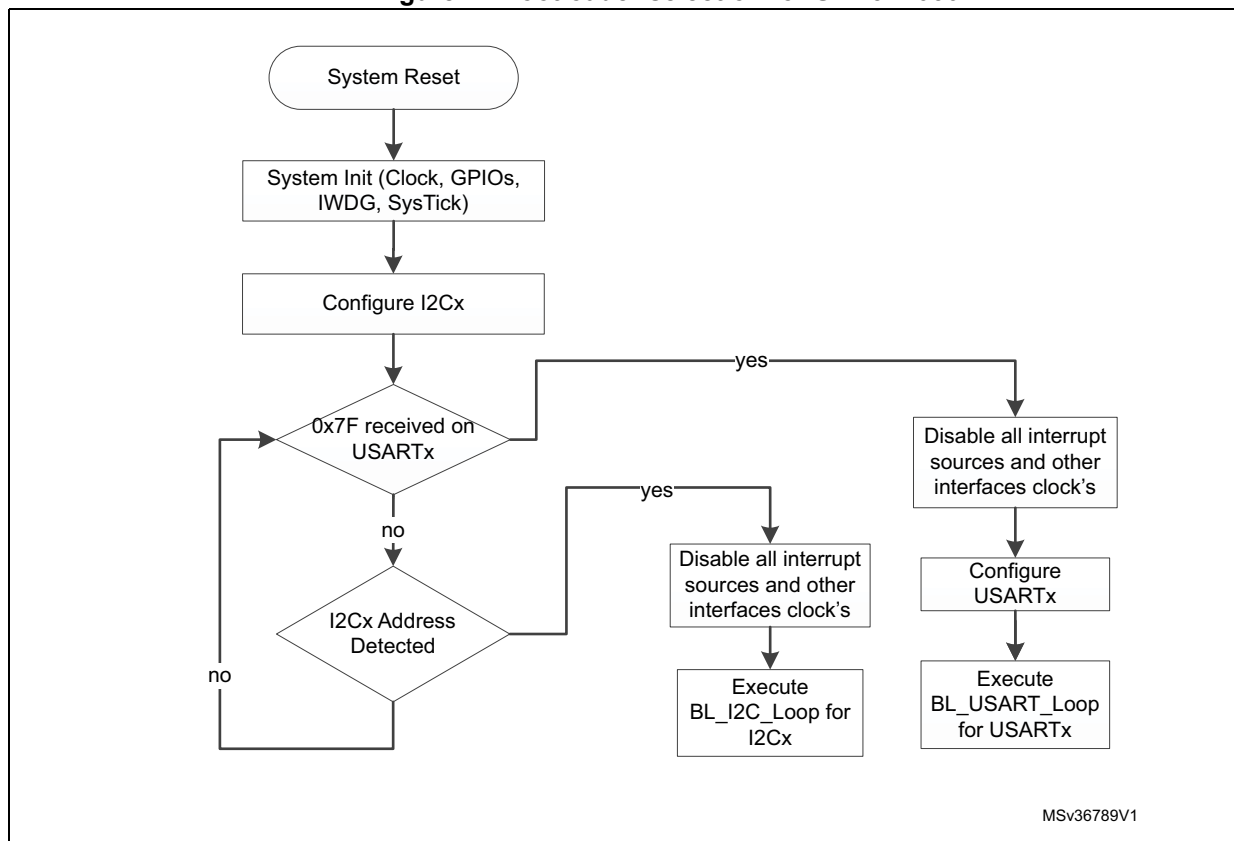 System Reset
System Init (Clock, GPIOs,
IWDG, SysTick)
Configure I2Cx
yes
0x7F received on
USARTx
Disable all interrupt
sources and other
interfaces clock's
yes
no
Disable all interrupt
sources and other
interfaces clock's
Configure
USARTx
I2Cx Address
Detected
no
Execute
BL_I2C_Loop for
I2Cx
Execute
BL_USART_Loop
for USARTx
MSv36789V1